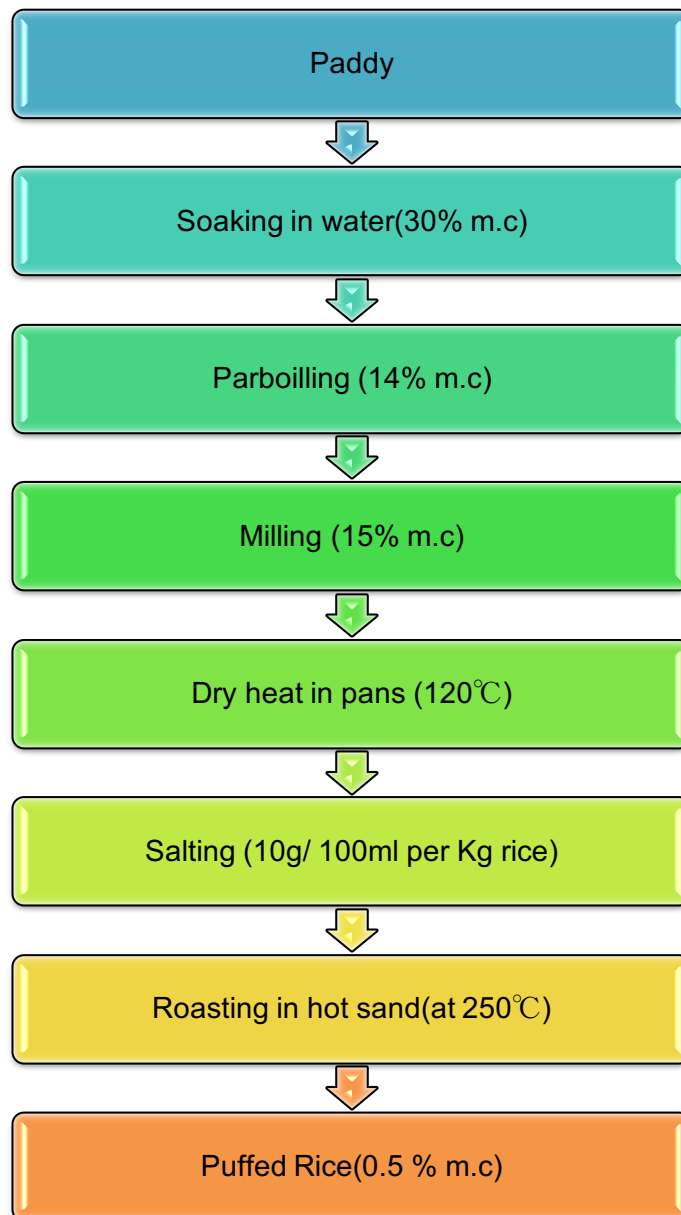 Paddy
Soaking in water(30% m.c)
Parboilling (14% m.c)
Milling (15% m.c)
Dry heat in pans (120℃)
Salting (10g/ 100ml per Kg rice)
Roasting in hot sand(at 250℃)
Puffed Rice(0.5 % m.c)